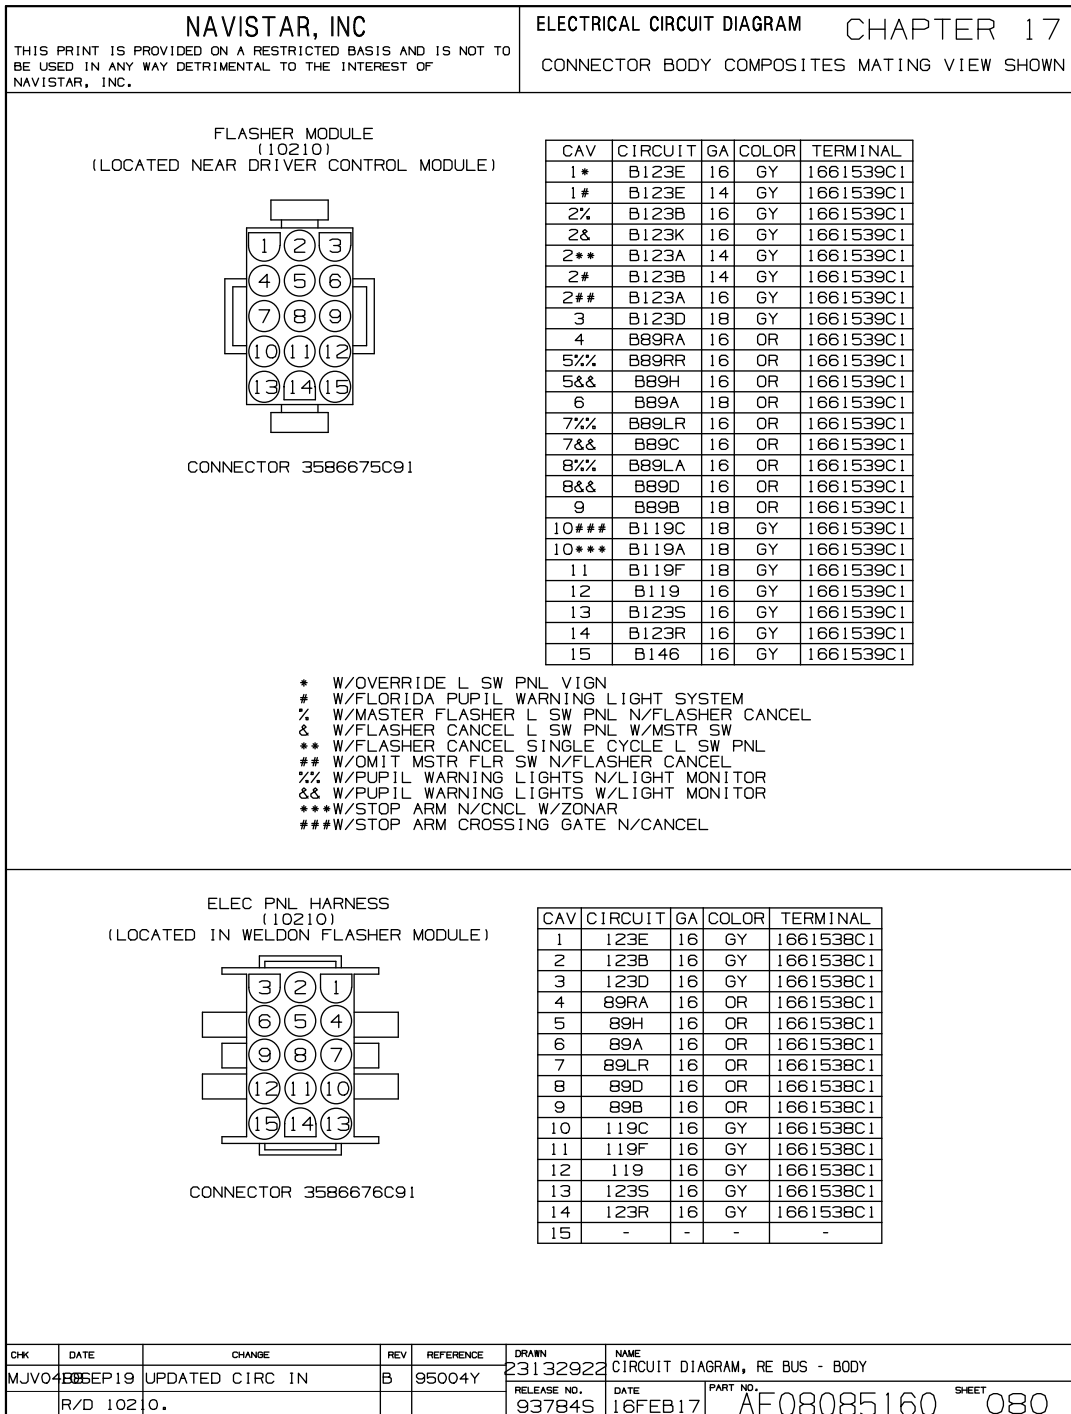 NAVISTAR, INC
THIS PRINT IS PROVIDED ON A RESTRICTED BASIS AND IS NOT TO
BE USED IN ANY WAY DETRIMENTAL TO THE INTEREST OF
NAVISTAR, INC.
ELECTRICAL CIRCUIT DIAGRAM CHAPTER 17
CONNECTOR BODY COMPOSITES MATING VIEW SHOWN
FLASHER MODULE
(10210)
(LOCATED NEAR DRIVER CONTROL MODULE)
1 2 3
4 5 6
7 8 9
10 11 12
13 14 15
CONNECTOR 3586675C91
CAV CIRCUIT GA COLOR TERMINAL
1* B123E 16 GY 1661539C1
1# B123E 14 GY 1661539C1
2% B123B 16 GY 1661539C1
2& B123K 16 GY 1661539C1
2** B123A 14 GY 1661539C1
2# B123B 14 GY 1661539C1
2## B123A 16 GY 1661539C1
3 B123D 18 GY 1661539C1
4 B89RA 16 OR 1661539C1
5%% B89RR 16 OR 1661539C1
5&& B89H 16 OR 1661539C1
6 B89A 18 OR 1661539C1
7%% B89LR 16 OR 1661539C1
7&& B89C 16 OR 1661539C1
8%% B89LA 16 OR 1661539C1
8&& B89D 16 OR 1661539C1
9 B89B 18 OR 1661539C1
10### B119C 18 GY 1661539C1
10*** B119A 18 GY 1661539C1
11 B119F 18 GY 1661539C1
12 B119 16 GY 1661539C1
13 B123S 16 GY 1661539C1
14 B123R 16 GY 1661539C1
15 B146 16 GY 1661539C1
* W/OVERRIDE L SW PNL VIGN
# W/FLORIDA PUPIL WARNING LIGHT SYSTEM
% W/MASTER FLASHER L SW PNL N/FLASHER CANCEL
& W/FLASHER CANCEL L SW PNL W/MSTR SW
** W/FLASHER CANCEL SINGLE CYCLE L SW PNL
## W/OMIT MSTR FLR SW N/FLASHER CANCEL
%% W/PUPIL WARNING LIGHTS N/LIGHT MONITOR
&& W/PUPIL WARNING LIGHTS W/LIGHT MONITOR
***W/STOP ARM N/CNCL W/ZONAR
###W/STOP ARM CROSSING GATE N/CANCEL
ELEC PNL HARNESS
(10210)
(LOCATED IN WELDON FLASHER MODULE)
3 2 1
6 5 4
9 8 7
12 11 10
15 14 13
CONNECTOR 3586676C91
CAV CIRCUIT GA COLOR TERMINAL
1 123E 16 GY 1661538C1
2 123B 16 GY 1661538C1
3 123D 16 GY 1661538C1
4 89RA 16 OR 1661538C1
5 89H 16 OR 1661538C1
6 89A 16 OR 1661538C1
7 89LR 16 OR 1661538C1
8 89D 16 OR 1661538C1
9 89B 16 OR 1661538C1
10 119C 16 GY 1661538C1
11 119F 16 GY 1661538C1
12 119 16 GY 1661538C1
13 123S 16 GY 1661538C1
14 123R 16 GY 1661538C1
15 - - - -
CHK DATE CHANGE REV REFERENCE
UPDATED CIRC IN B 95004Y
R/D 10210.
DRAWN 23132922
NAME CIRCUIT DIAGRAM, RE BUS - BODY
RELEASE NO. 93784S
DATE 16FEB17
PART NO. AF08085160
SHEET 080